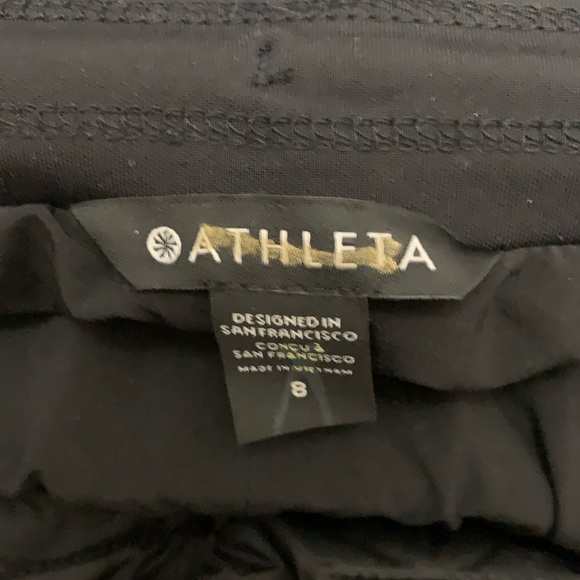 ATHLETA
DESIGNED IN
SAN FRANCISCO
CONÇU À
SAN FRANCISCO
MADE IN VIETNAM
8